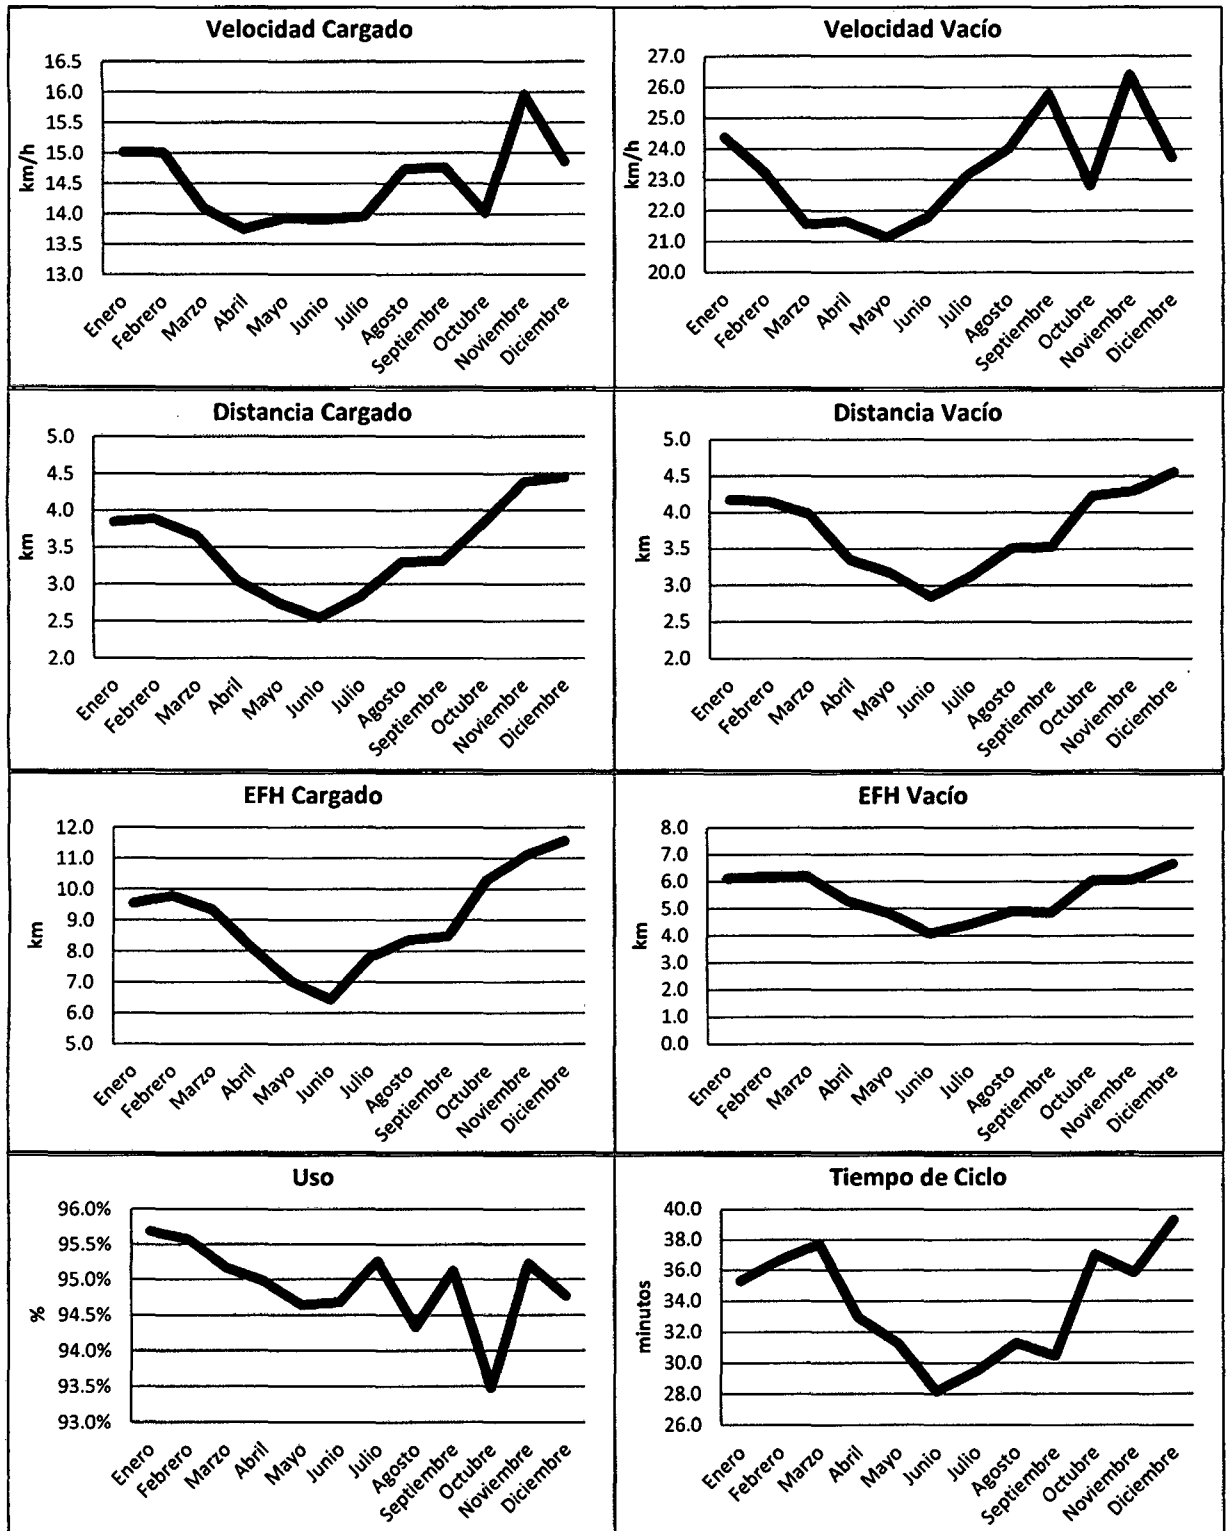 Velocidad Cargado
16.5
16.0
15.5
15.0
14.5
14.0
13.5
13.0
km/h
Enero
Febrero
Marzo
Abril
Mayo
Junio
Julio
Agosto
Septiembre
Octubre
Noviembre
Diciembre
Velocidad Vacío
27.0
26.0
25.0
24.0
23.0
22.0
21.0
20.0
km/h
Enero
Febrero
Marzo
Abril
Mayo
Junio
Julio
Agosto
Septiembre
Octubre
Noviembre
Diciembre
Distancia Cargado
5.0
4.5
4.0
3.5
3.0
2.5
2.0
km
Enero
Febrero
Marzo
Abril
Mayo
Junio
Julio
Agosto
Septiembre
Octubre
Noviembre
Diciembre
Distancia Vacío
5.0
4.5
4.0
3.5
3.0
2.5
2.0
km
Enero
Febrero
Marzo
Abril
Mayo
Junio
Julio
Agosto
Septiembre
Octubre
Noviembre
Diciembre
EFH Cargado
12.0
11.0
10.0
9.0
8.0
7.0
6.0
5.0
km
Enero
Febrero
Marzo
Abril
Mayo
Junio
Julio
Agosto
Septiembre
Octubre
Noviembre
Diciembre
EFH Vacío
8.0
7.0
6.0
5.0
4.0
3.0
2.0
1.0
0.0
km
Enero
Febrero
Marzo
Abril
Mayo
Junio
Julio
Agosto
Septiembre
Octubre
Noviembre
Diciembre
Uso
96.0%
95.5%
95.0%
94.5%
94.0%
93.5%
93.0%
%
Enero
Febrero
Marzo
Abril
Mayo
Junio
Julio
Agosto
Septiembre
Octubre
Noviembre
Diciembre
Tiempo de Ciclo
40.0
38.0
36.0
34.0
32.0
30.0
28.0
26.0
minutos
Enero
Febrero
Marzo
Abril
Mayo
Junio
Julio
Agosto
Septiembre
Octubre
Noviembre
Diciembre